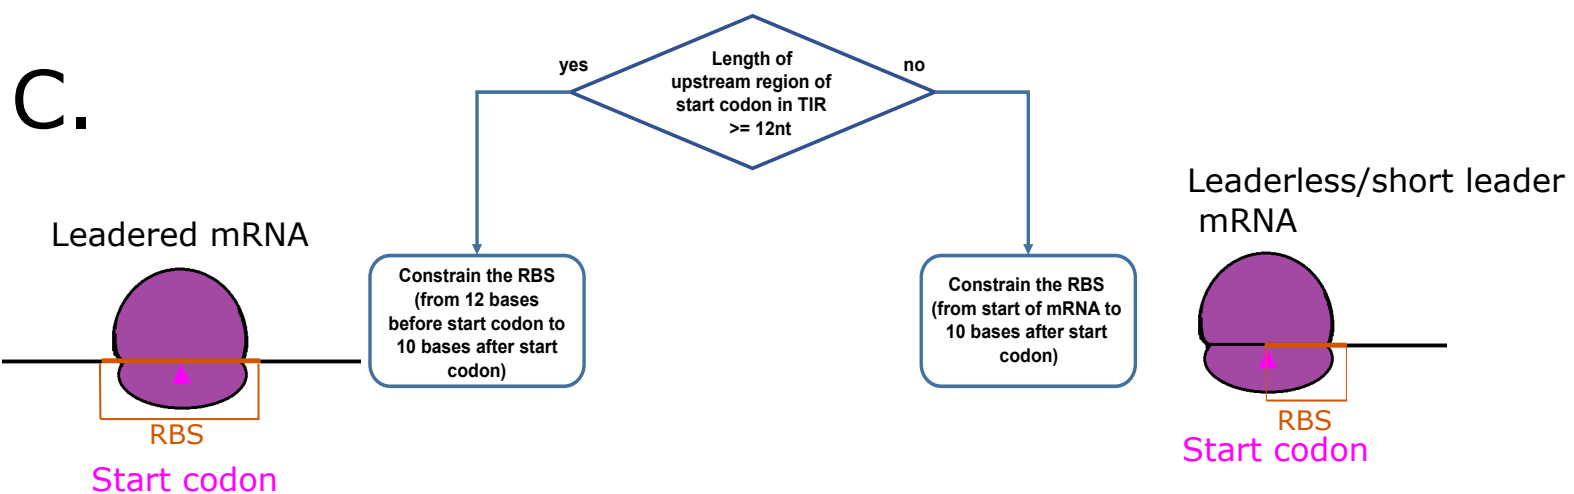 c.
yes
Length of
upstream region of
start codon in TIR
>= 12nt
no
Leadered mRNA
Constrain the RBS
(from 12 bases
before start codon to
10 bases after start
codon)
Constrain the RBS
(from start of mRNA to
10 bases after start
codon)
Leaderless/short leader
mRNA
RBS
Start codon
RBS
Start codon